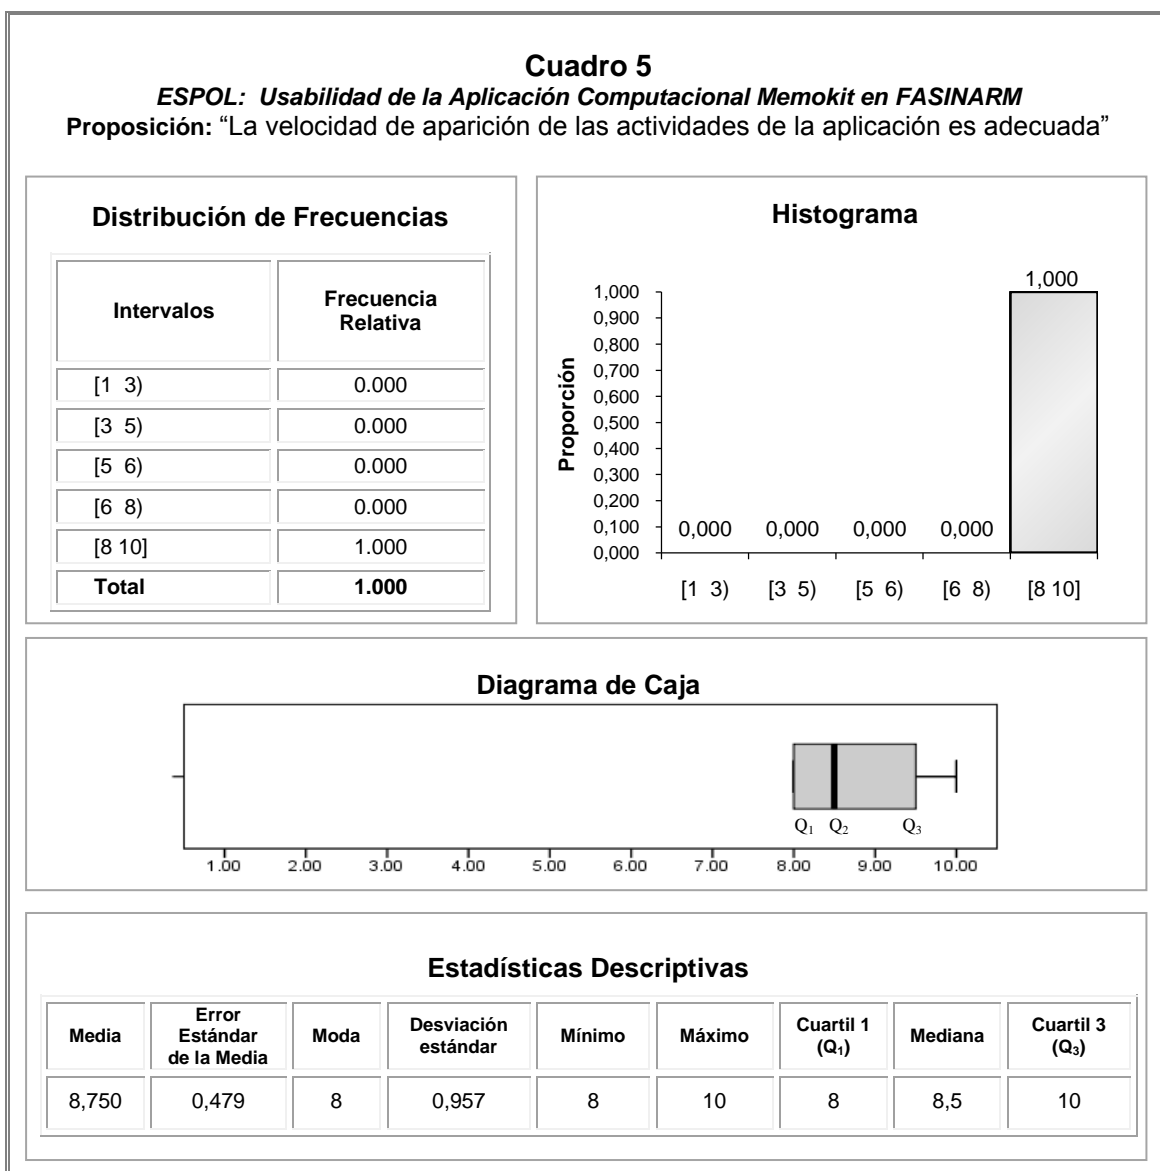 Cuadro 5
ESPOL: Usabilidad de la Aplicación Computacional Memokit en FASINARM
Proposición: “La velocidad de aparición de las actividades de la aplicación es adecuada”
Distribución de Frecuencias
Intervalos Frecuencia Relativa
[1 3) 0.000
[3 5) 0.000
[5 6) 0.000
[6 8) 0.000
[8 10] 1.000
Total 1.000
Histograma
Proporción
1,000
1,000
0,900
0,800
0,700
0,600
0,500
0,400
0,300
0,200
0,100
0,000
0,000 0,000 0,000 0,000
[1 3) [3 5) [5 6) [6 8) [8 10]
Diagrama de Caja
Q1 Q2 Q3
1.00 2.00 3.00 4.00 5.00 6.00 7.00 8.00 9.00 10.00
Estadísticas Descriptivas
Media Error Estándar de la Media Moda Desviación estándar Mínimo Máximo Cuartil 1 (Q1) Mediana Cuartil 3 (Q3)
8,750 0,479 8 0,957 8 10 8 8,5 10